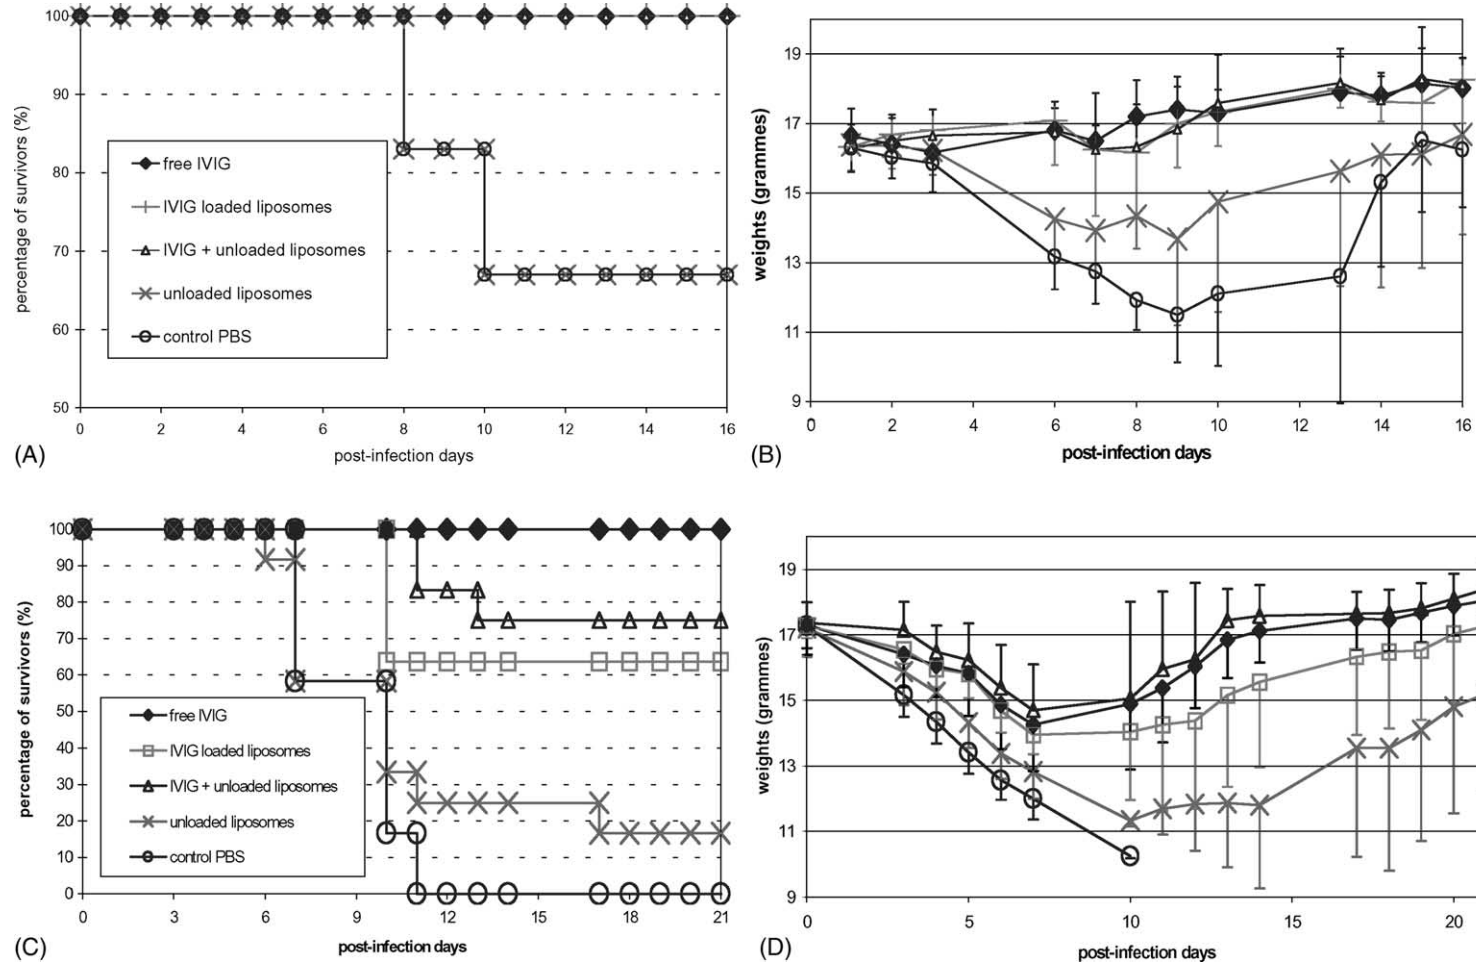 percentage of survivors (%)
100
90
80
70
60
50
free IVIG
IVIG loaded liposomes
IVIG + unloaded liposomes
unloaded liposomes
control PBS
0 2 4 6 8 10 12 14 16
(A)
post-infection days
weights (grammes)
19
17
15
13
11
9
0 2 4 6 8 10 12 14 16
(B)
post-infection days
percentage of survivors (%)
100
90
80
70
60
50
40
30
20
10
0
free IVIG
IVIG loaded liposomes
IVIG + unloaded liposomes
unloaded liposomes
control PBS
0 3 6 9 12 15 18 21
(C)
post-infection days
weights (grammes)
19
17
15
13
11
9
0 5 10 15 20
(D)
post-infection days